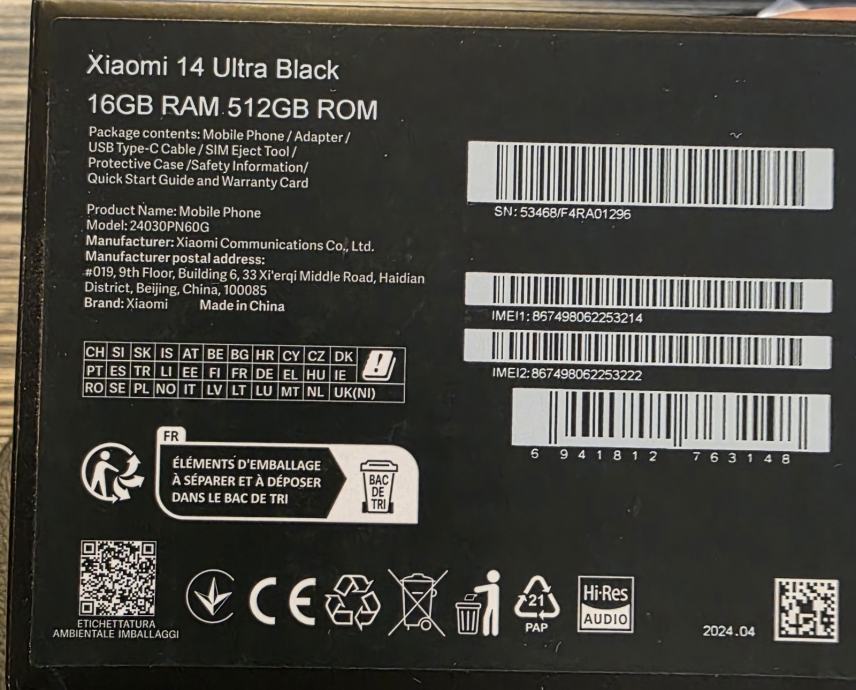 Xiaomi 14 Ultra Black
16GB RAM 512GB ROM
Package contents: Mobile Phone / Adapter /
USB Type-C Cable / SIM Eject Tool /
Protective Case /Safety Information/
Quick Start Guide and Warranty Card
Product Name: Mobile Phone
Model: 24030PN60G
Manufacturer: Xiaomi Communications Co., Ltd.
Manufacturer postal address:
#019, 9th Floor, Building 6, 33 Xi'erqi Middle Road, Haidian
District, Beijing, China, 100085
Brand: Xiaomi Made in China
SN: 53468/F4RA01296
IMEI1: 867498062253214
IMEI2: 867498062253222
6 941812 763148
CH SI SK IS AT BE BG HR CY CZ DK
PT ES TR LI EE FI FR DE EL HU IE
RO SE PL NO IT LV LT LU MT NL UK(NI)
FR
ÉLÉMENTS D'EMBALLAGE
À SÉPARER ET À DÉPOSER
DANS LE BAC DE TRI
BAC
DE
TRI
ETICHETTATURA
AMBIENTALE IMBALLAGGI
CE
21
PAP
Hi-Res
AUDIO
2024.04